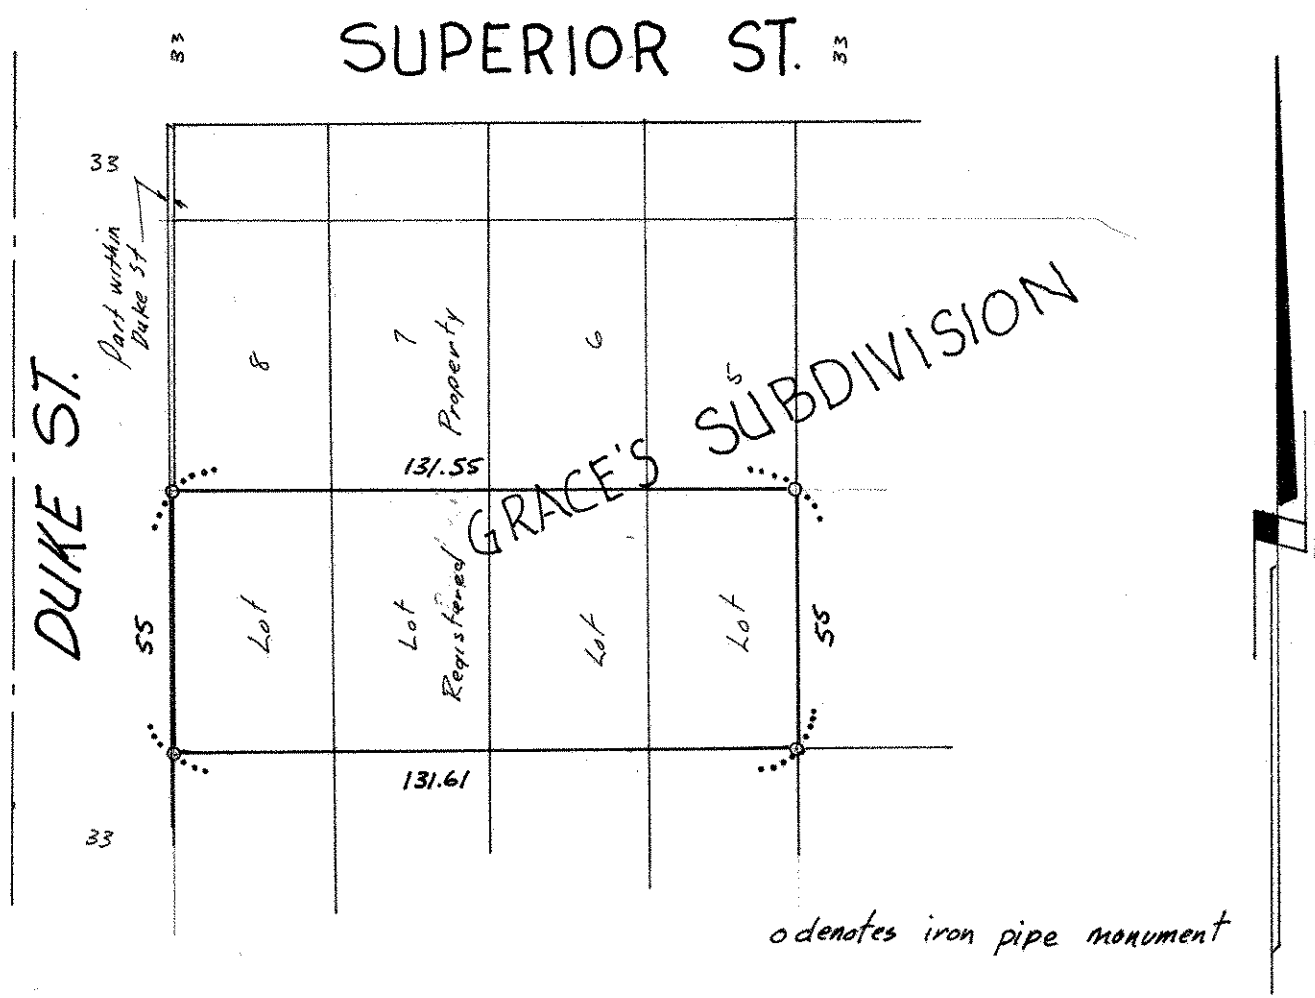 33
SUPERIOR ST.
33
33
Part within
Duke St
DUKE ST.
Lot 8
Lot 7
Registered Property
Lot 6
Lot 5
GRACE'S SUBDIVISION
131.55
55
55
131.61
33
o denotes iron pipe monument